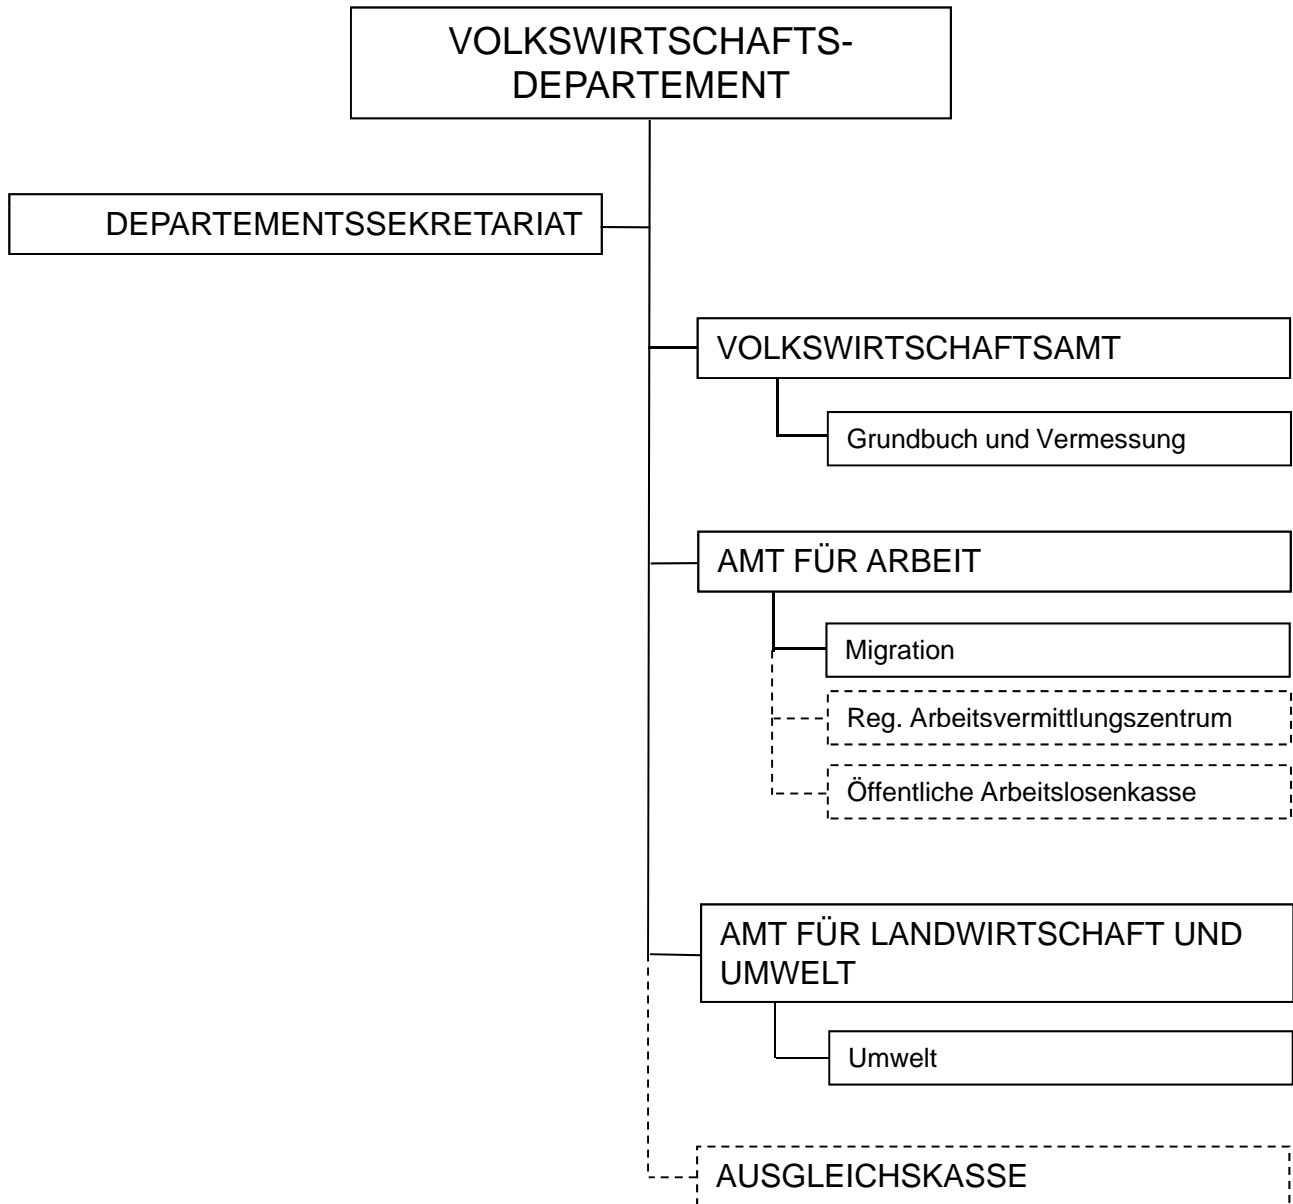 VOLKSWIRTSCHAFTS-
DEPARTEMENT
DEPARTEMENTSSEKRETARIAT
VOLKSWIRTSCHAFTSAMT
Grundbuch und Vermessung
AMT FÜR ARBEIT
Migration
Reg. Arbeitsvermittlungszentrum
Öffentliche Arbeitslosenkasse
AMT FÜR LANDWIRTSCHAFT UND
UMWELT
Umwelt
AUSGLEICHSKASSE